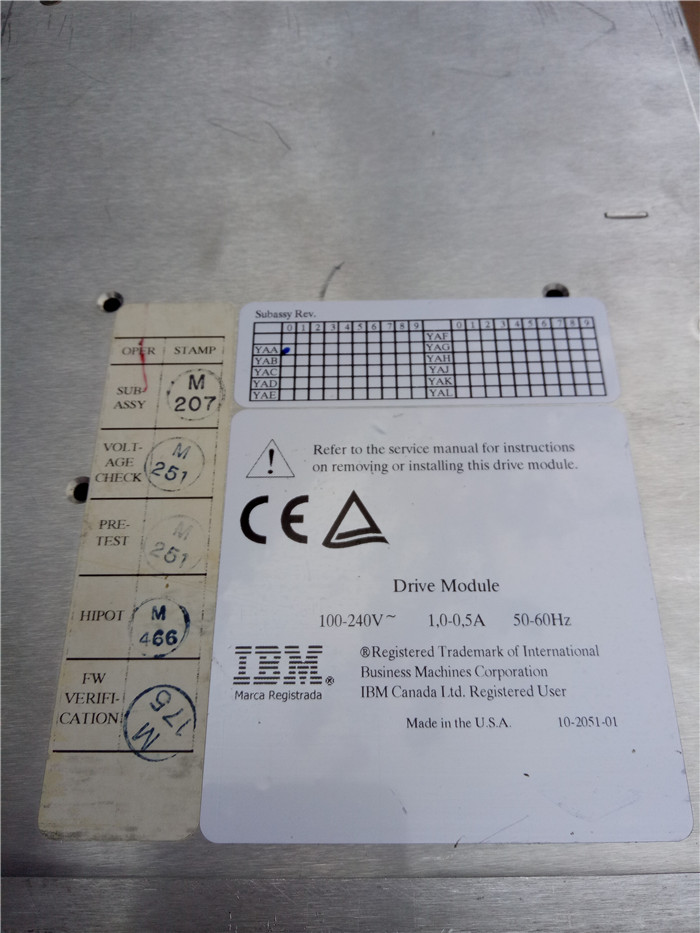 Subassy Rev.
0 1 2 3 4 5 6 7 8 9
0 1 2 3 4 5 6 7 8 9
YAA
YAB
YAC
YAD
YAE
YAF
YAG
YAH
YAJ
YAK
YAL
OPER STAMP
SUB-
ASSY
M
207
VOLT-
AGE
CHECK
M
251
PRE-
TEST
M
251
HIPOT
M
466
FW
VERIFI-
CATION
M
175
!
Refer to the service manual for instructions
on removing or installing this drive module.
CE
Drive Module
100-240V~ 1,0-0,5A 50-60Hz
IBM®
Marca Registrada
®Registered Trademark of International
Business Machines Corporation
IBM Canada Ltd. Registered User
Made in the U.S.A. 10-2051-01